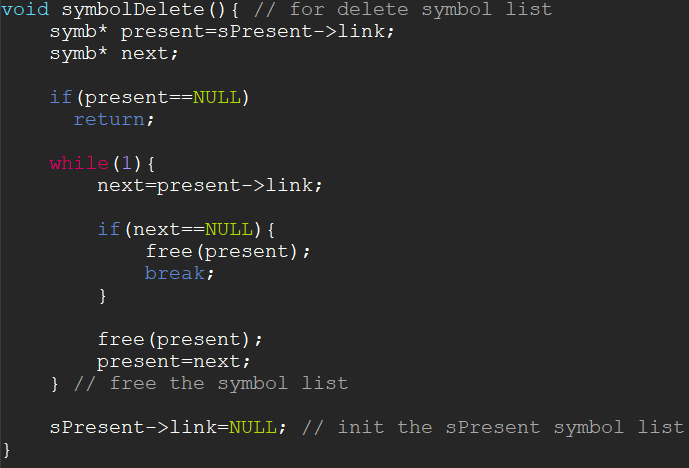 void symbolDelete(){ // for delete symbol list
    symb* present=sPresent->link;
    symb* next;

    if(present==NULL)
      return;

    while(1){
        next=present->link;

        if(next==NULL){
            free(present);
            break;
        }

        free(present);
        present=next;
    } // free the symbol list

    sPresent->link=NULL; // init the sPresent symbol list
}